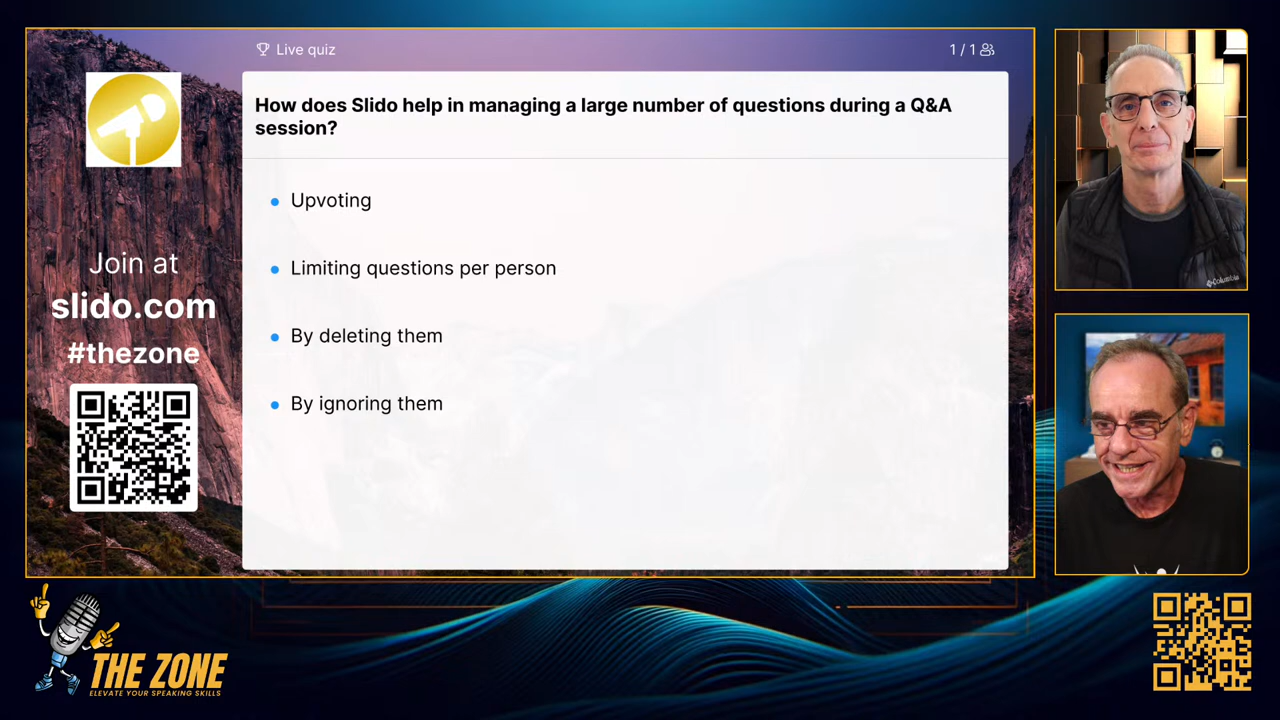 Live quiz
1 / 1
How does Slido help in managing a large number of questions during a Q&A
session?
Upvoting
Limiting questions per person
By deleting them
By ignoring them
Join at
slido.com
#thezone
Columbia
THE ZONE
ELEVATE YOUR SPEAKING SKILLS